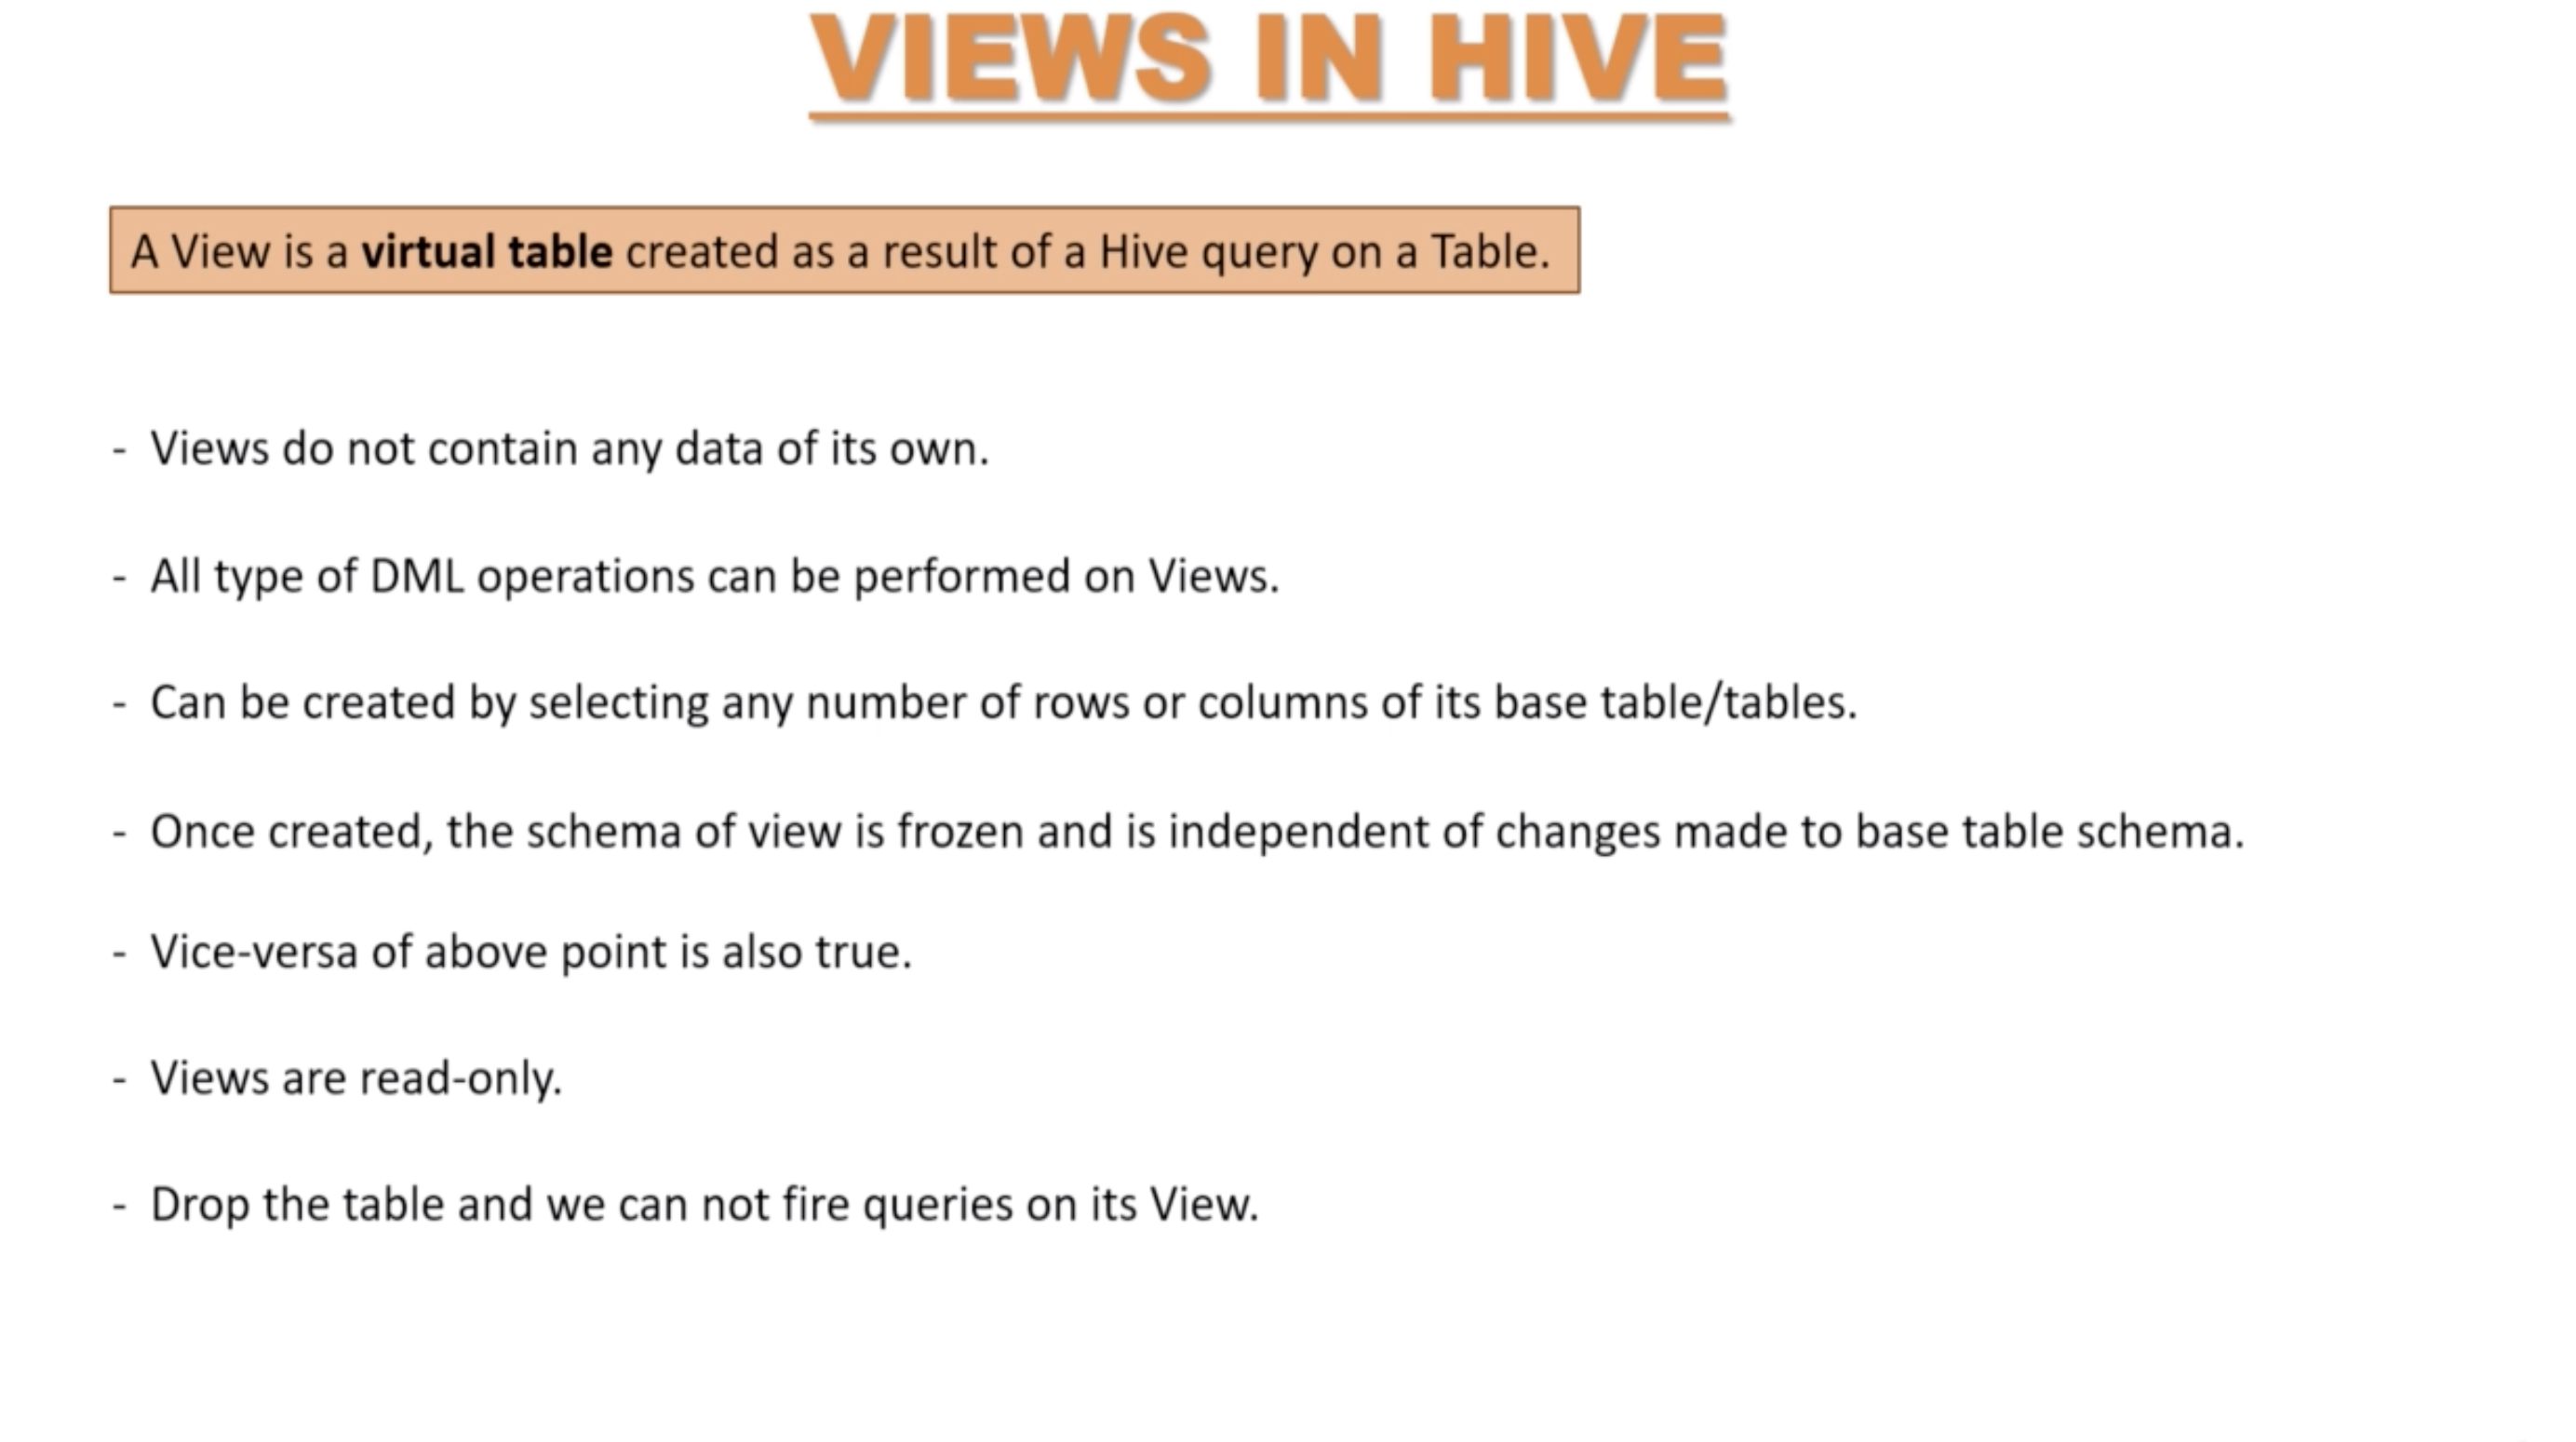 VIEWS IN HIVE
A View is a virtual table created as a result of a Hive query on a Table.
- Views do not contain any data of its own.
- All type of DML operations can be performed on Views.
- Can be created by selecting any number of rows or columns of its base table/tables.
- Once created, the schema of view is frozen and is independent of changes made to base table schema.
- Vice-versa of above point is also true.
- Views are read-only.
- Drop the table and we can not fire queries on its View.